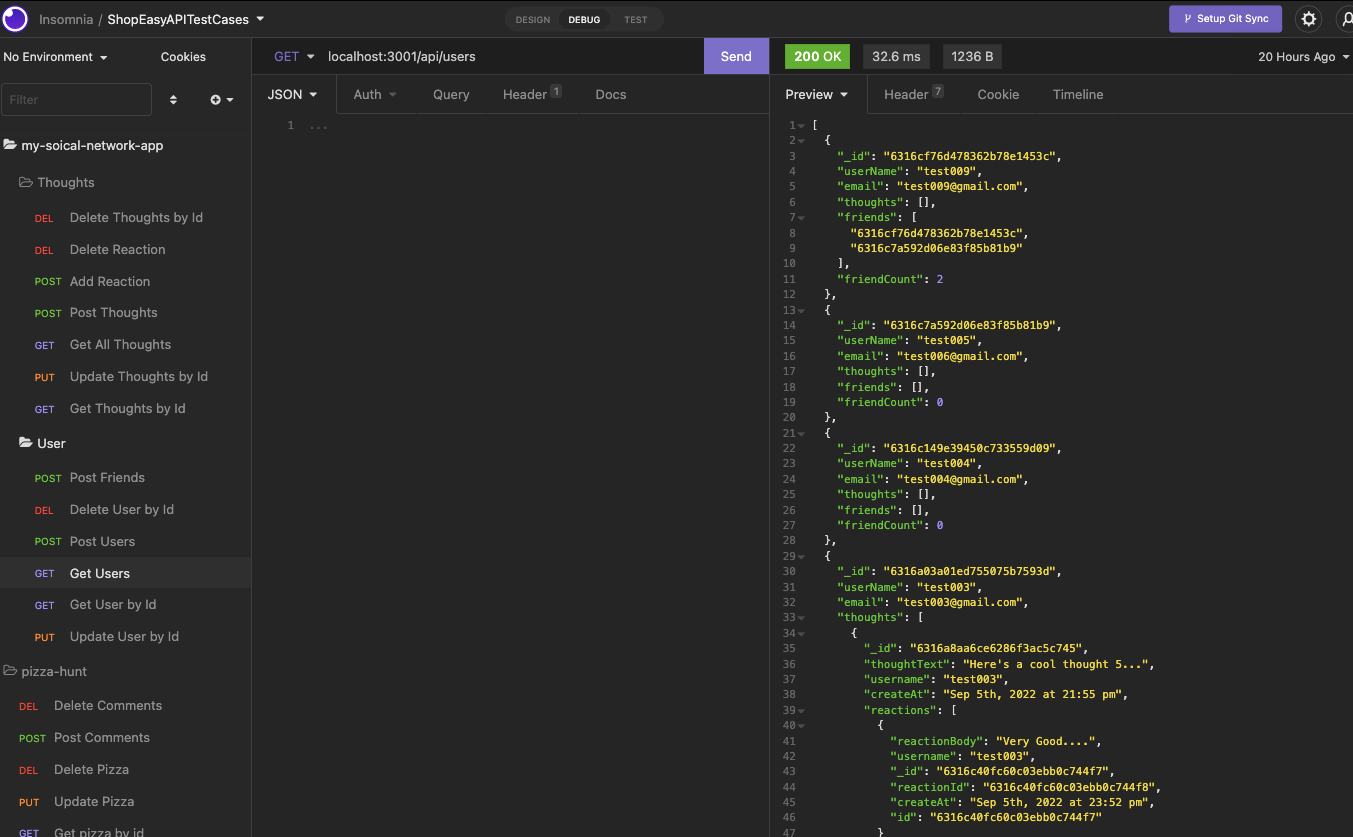 Insomnia / ShopEasyAPITestCases
DESIGN DEBUG TEST
Setup Git Sync
No Environment Cookies
GET localhost:3001/api/users Send
200 OK 32.6 ms 1236 B 20 Hours Ago
Filter
JSON Auth Query Header 1 Docs
Preview Header 7 Cookie Timeline
1 ...
my-soical-network-app
Thoughts
DEL Delete Thoughts by Id
DEL Delete Reaction
POST Add Reaction
POST Post Thoughts
GET Get All Thoughts
PUT Update Thoughts by Id
GET Get Thoughts by Id
User
POST Post Friends
DEL Delete User by Id
POST Post Users
GET Get Users
GET Get User by Id
PUT Update User by Id
pizza-hunt
DEL Delete Comments
POST Post Comments
DEL Delete Pizza
PUT Update Pizza
GET Get pizza by id
1 [
2 {
3 "_id": "6316cf76d478362b78e1453c",
4 "userName": "test009",
5 "email": "test009@gmail.com",
6 "thoughts": [],
7 "friends": [
8 "6316cf76d478362b78e1453c",
9 "6316c7a592d06e83f85b81b9"
10 ],
11 "friendCount": 2
12 },
13 {
14 "_id": "6316c7a592d06e83f85b81b9",
15 "userName": "test005",
16 "email": "test006@gmail.com",
17 "thoughts": [],
18 "friends": [],
19 "friendCount": 0
20 },
21 {
22 "_id": "6316c149e39450c733559d09",
23 "userName": "test004",
24 "email": "test004@gmail.com",
25 "thoughts": [],
26 "friends": [],
27 "friendCount": 0
28 },
29 {
30 "_id": "6316a03a01ed755075b7593d",
31 "userName": "test003",
32 "email": "test003@gmail.com",
33 "thoughts": [
34 {
35 "_id": "6316a8aa6ce6286f3ac5c745",
36 "thoughtText": "Here's a cool thought 5...",
37 "username": "test003",
38 "createAt": "Sep 5th, 2022 at 21:55 pm",
39 "reactions": [
40 {
41 "reactionBody": "Very Good....",
42 "username": "test003",
43 "_id": "6316c40fc60c03ebb0c744f7",
44 "reactionId": "6316c40fc60c03ebb0c744f8",
45 "createAt": "Sep 5th, 2022 at 23:52 pm",
46 "id": "6316c40fc60c03ebb0c744f7"
47 }